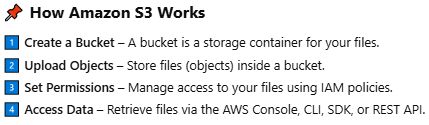 📌 How Amazon S3 Works
1 Create a Bucket – A bucket is a storage container for your files.
2 Upload Objects – Store files (objects) inside a bucket.
3 Set Permissions – Manage access to your files using IAM policies.
4 Access Data – Retrieve files via the AWS Console, CLI, SDK, or REST API.